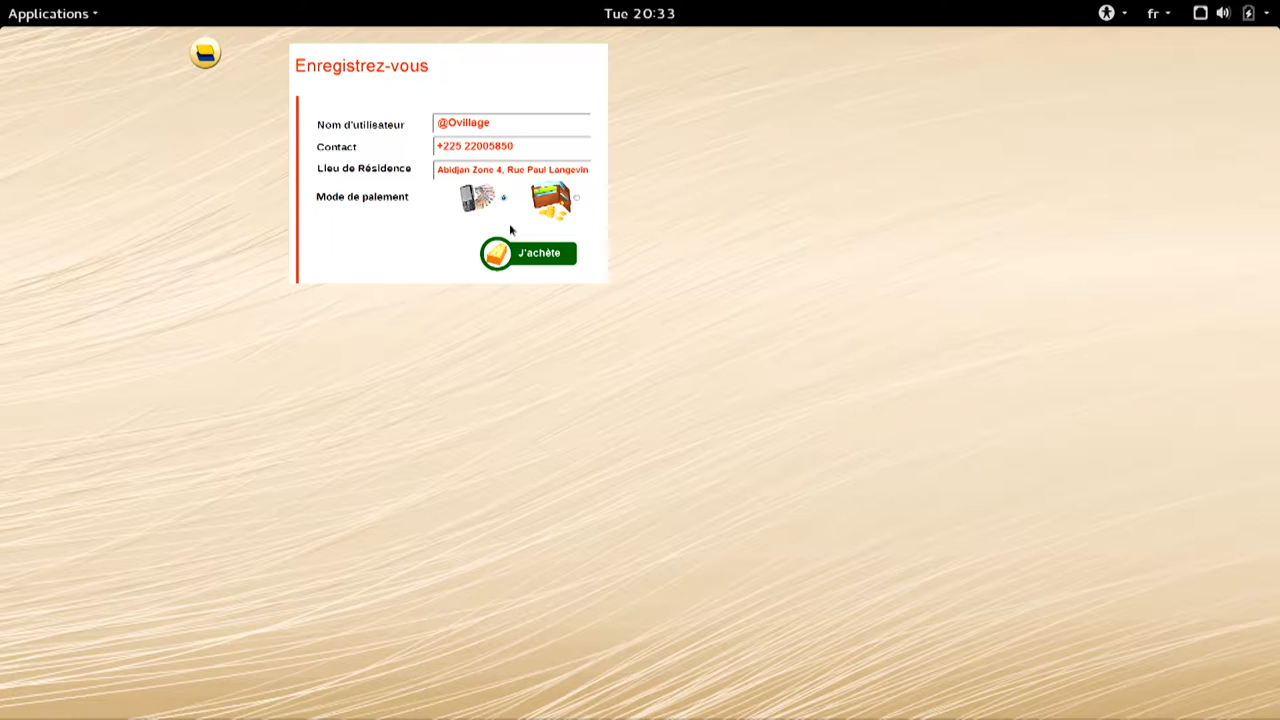 Applications
Tue 20:33
fr
Enregistrez-vous
Nom d'utilisateur
@Ovillage
Contact
+225 22005850
Lieu de Résidence
Abidjan Zone 4, Rue Paul Langevin
Mode de paiement
J'achète